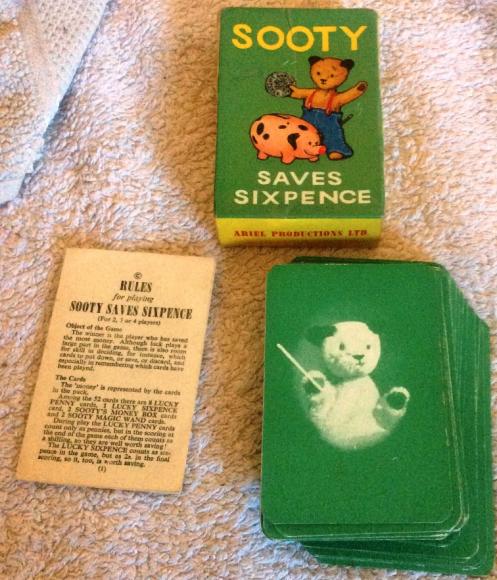 SOOTY
SAVES
SIXPENCE
ARIEL PRODUCTIONS LTD
©
RULES
for playing
SOOTY SAVES SIXPENCE
(For 2, 3 or 4 players)
Object of the Game
The winner is the player who has saved
the most money. Although luck plays a
large part in the game, there is also room
for skill in deciding, for instance, which
cards to put down, or save, or discard, and
especially in remembering which cards have
been played.
The Cards
The 'money' is represented by the cards
in the pack.
Among the 52 cards there are 8 LUCKY
PENNY cards, 1 LUCKY SIXPENCE
card, 2 SOOTY'S MONEY BOX cards
and 2 SOOTY MAGIC WAND cards.
During play the LUCKY PENNY cards
count only as pennies, but in the scoring at
the end of the game each of them counts
a shilling, so they are well worth saving!
The LUCKY SIXPENCE counts as six-
pence in the game, but as 2s. in the final
scoring, so it, too, is worth saving.
(1)